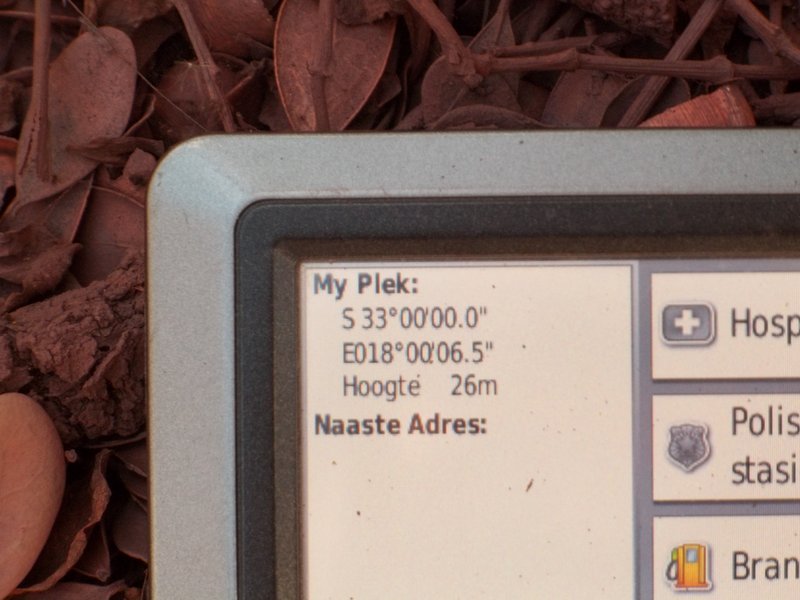 My Plek:
S 33°00'00.0"
E018°00'06.5"
Hoogte 26m
Naaste Adres:
Hosp
Polis
stasi
Bran